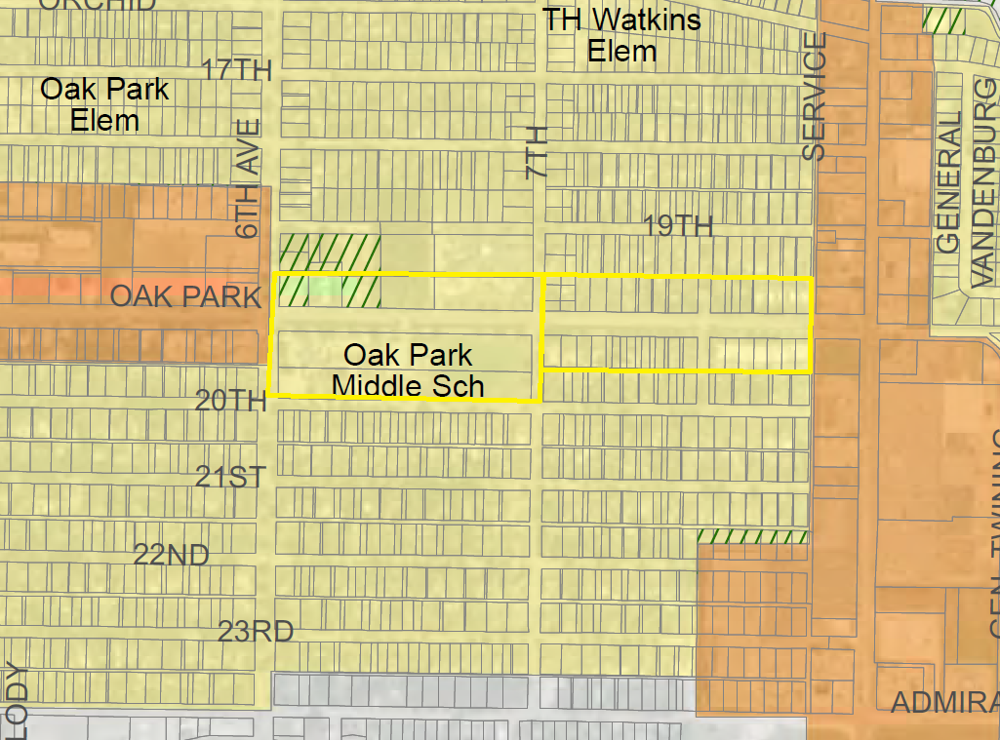 ORCHID
TH Watkins
Elem
17TH
Oak Park
Elem
SERVICE
6TH AVE
7TH
GENERAL
VANDENBURG
19TH
OAK PARK
Oak Park
Middle Sch
20TH
21ST
GEN TWINING
22ND
23RD
LODY
ADMIRA